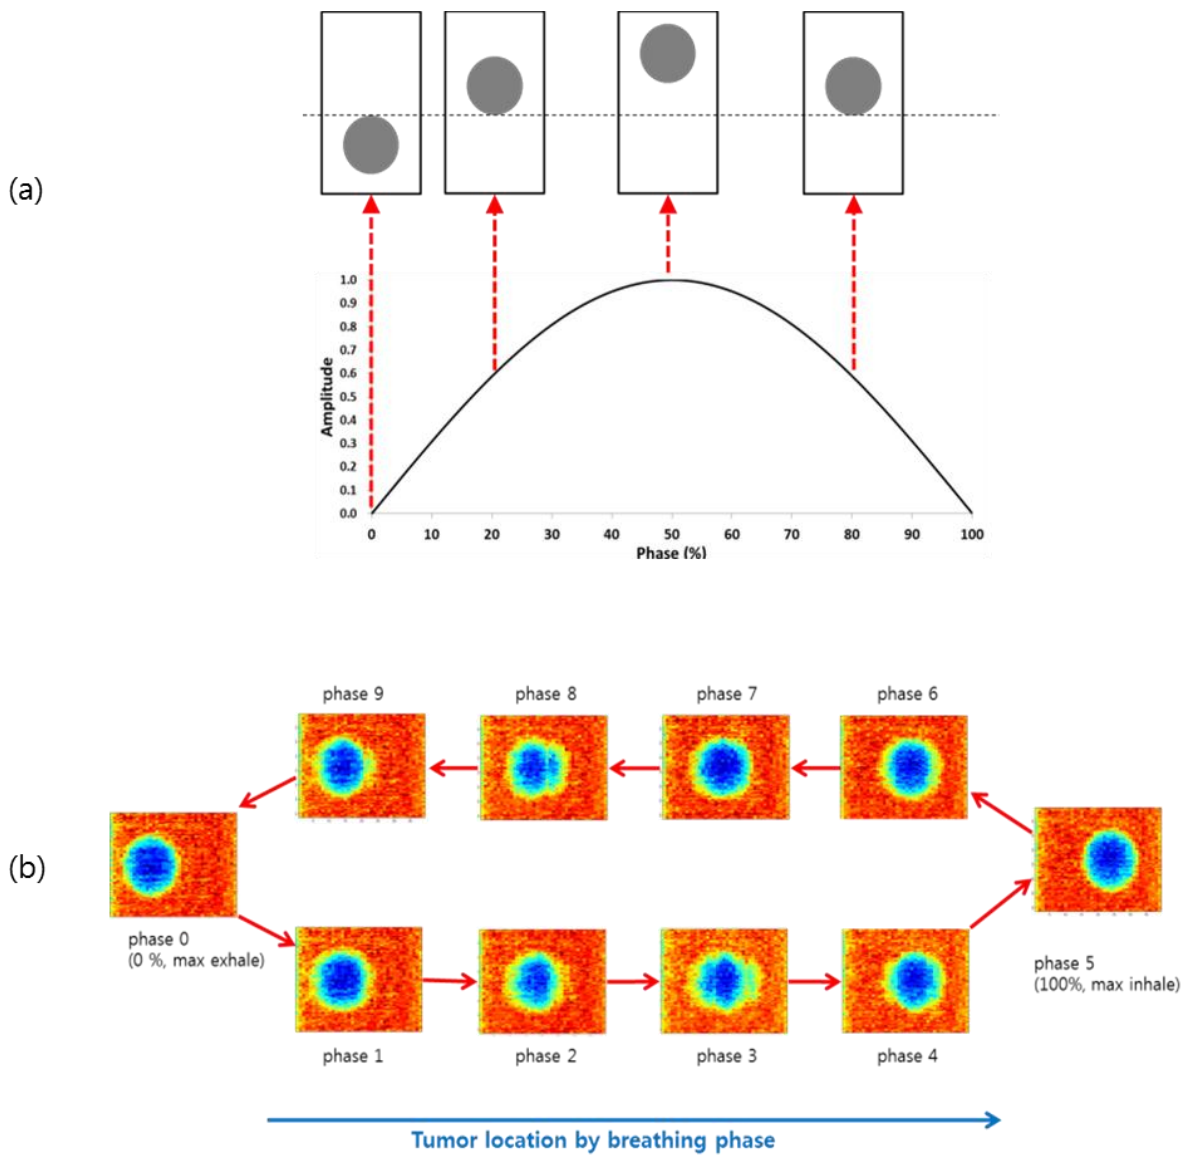 (a)
1.0
0.9
0.8
0.7
0.6
0.5
0.4
0.3
0.2
0.1
0.0
Amplitude
0 10 20 30 40 50 60 70 80 90 100
Phase (%)
(b)
phase 9 phase 8 phase 7 phase 6
phase 0
(0 %, max exhale)
phase 5
(100%, max inhale)
phase 1 phase 2 phase 3 phase 4
Tumor location by breathing phase